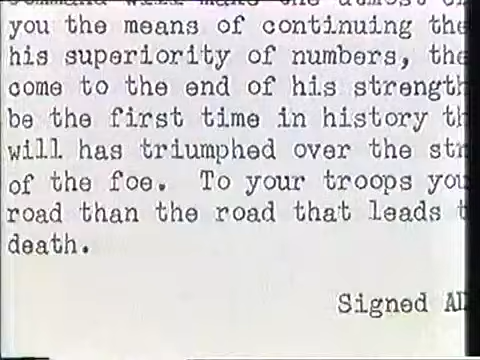 you the means of continuing the
his superiority of numbers, the
come to the end of his strength
be the first time in history th
will has triumphed over the str
of the foe. To your troops you
road than the road that leads t
death.
Signed AD